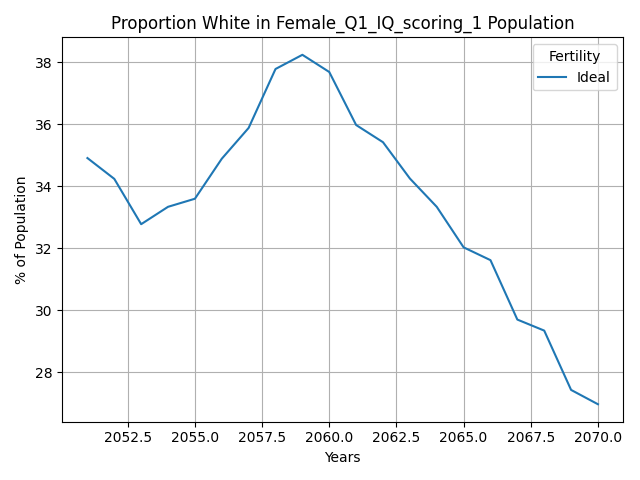 Proportion White in Female_Q1_IQ_scoring_1 Population
Fertility
Ideal
% of Population
38
36
34
32
30
28
2052.5 2055.0 2057.5 2060.0 2062.5 2065.0 2067.5 2070.0
Years